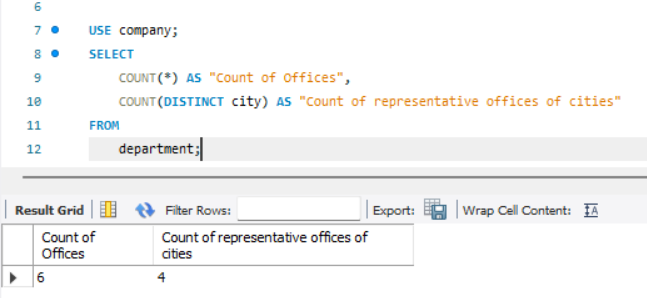 6
7 USE company;
8 SELECT
9 COUNT(*) AS "Count of Offices",
10 COUNT(DISTINCT city) AS "Count of representative offices of cities"
11 FROM
12 department;
Result Grid Filter Rows: Export: Wrap Cell Content: IA
Count of Offices Count of representative offices of cities
6 4